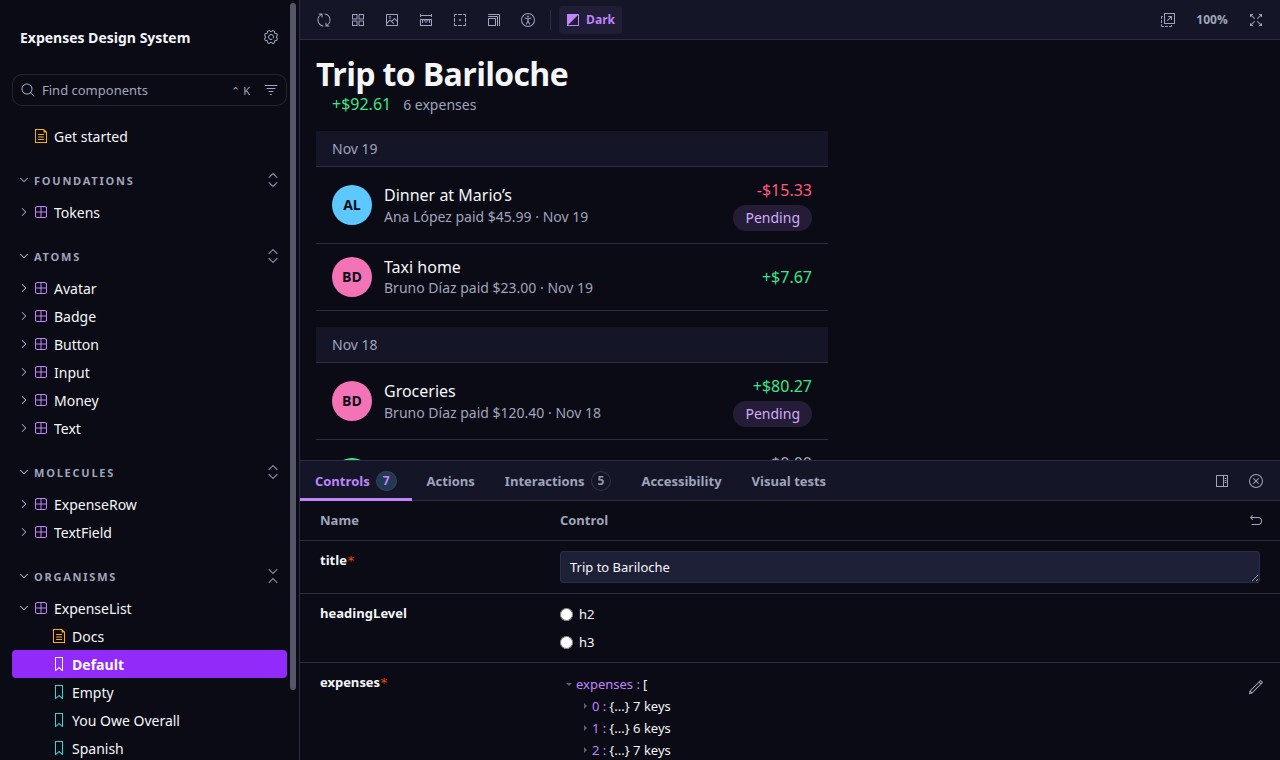 Expenses Design System
Find components
⌃ K
Get started
FOUNDATIONS
Tokens
ATOMS
Avatar
Badge
Button
Input
Money
Text
MOLECULES
ExpenseRow
TextField
ORGANISMS
ExpenseList
Docs
Default
Empty
You Owe Overall
Spanish
Dark
100%
Trip to Bariloche
+$92.61 6 expenses
Nov 19
AL
Dinner at Mario’s
Ana López paid $45.99 · Nov 19
-$15.33
Pending
BD
Taxi home
Bruno Díaz paid $23.00 · Nov 19
+$7.67
Nov 18
BD
Groceries
Bruno Díaz paid $120.40 · Nov 18
+$80.27
Pending
Controls 7
Actions
Interactions 5
Accessibility
Visual tests
Name Control
title* Trip to Bariloche
headingLevel
h2
h3
expenses*
expenses : [
0 : {...} 7 keys
1 : {...} 6 keys
2 : {...} 7 keys